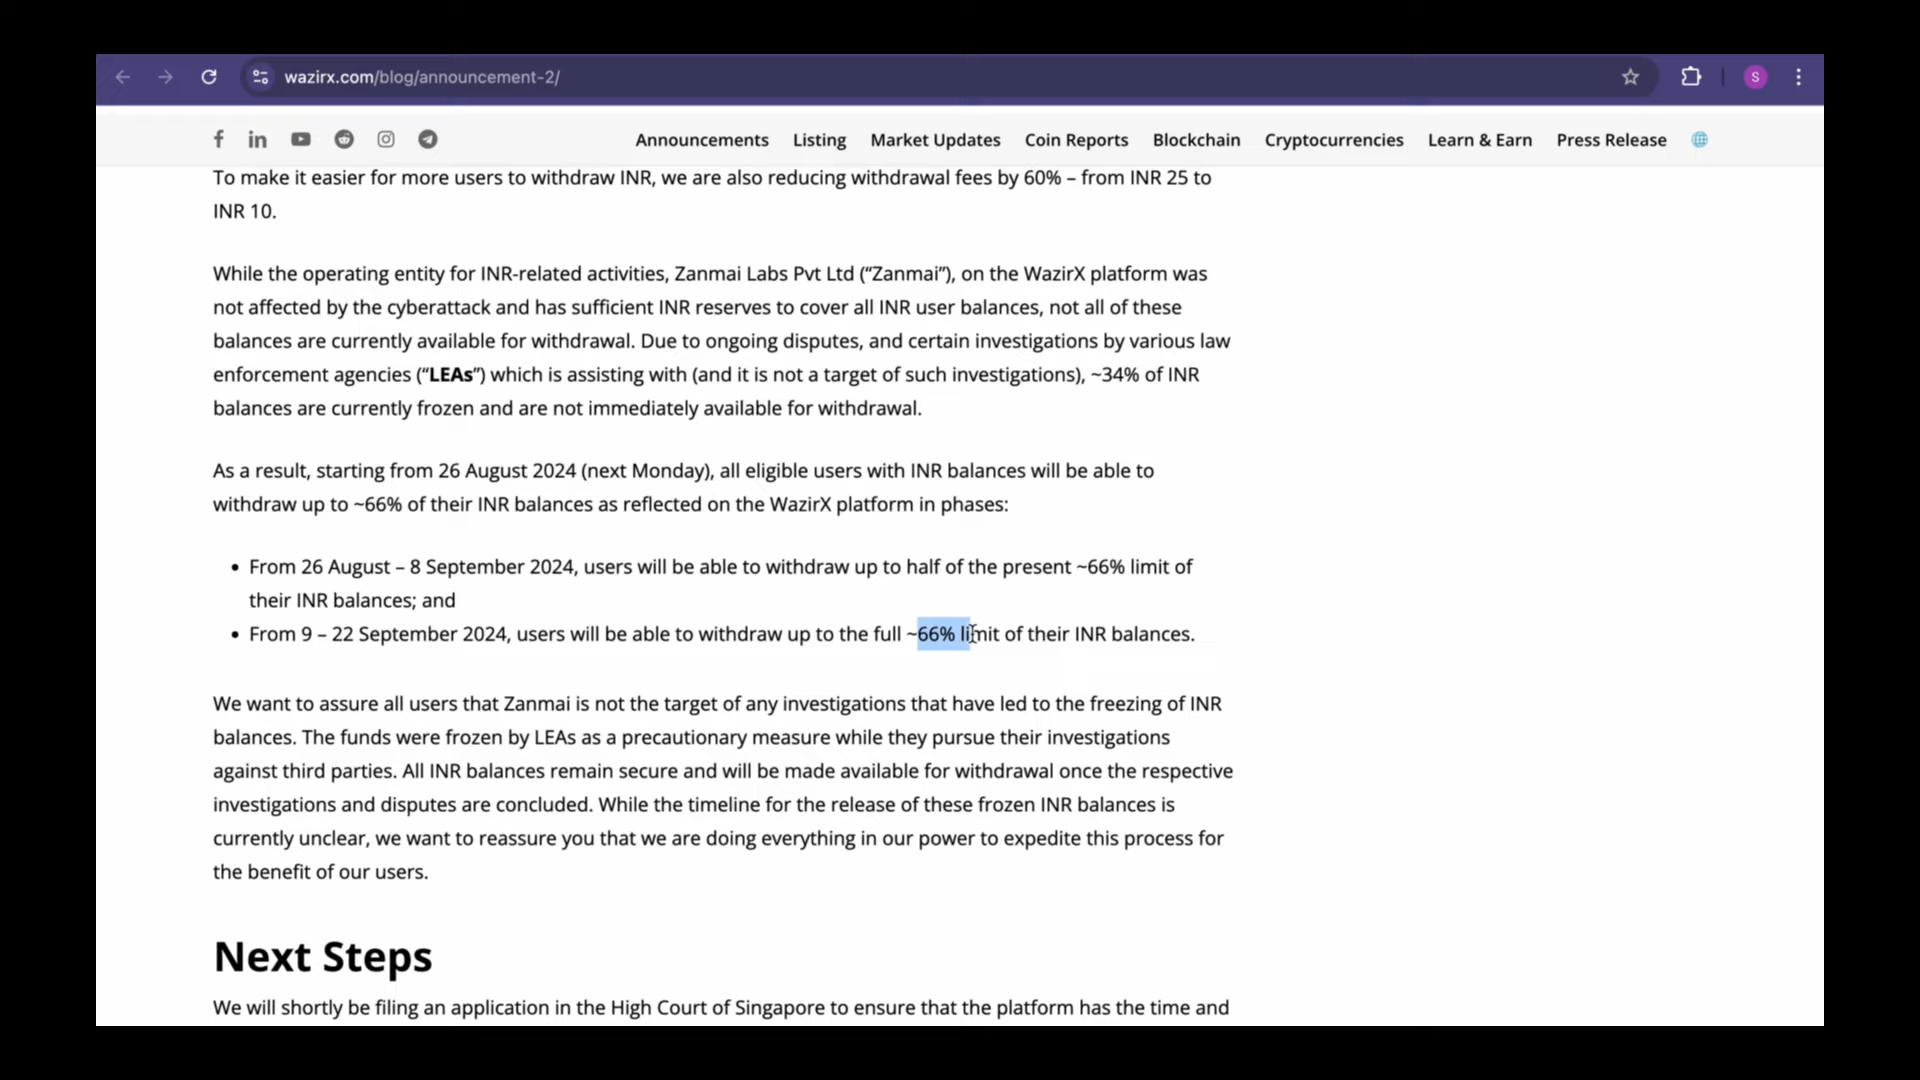 wazirx.com/blog/announcement-2/
S
Announcements Listing Market Updates Coin Reports Blockchain Cryptocurrencies Learn & Earn Press Release
To make it easier for more users to withdraw INR, we are also reducing withdrawal fees by 60% – from INR 25 to
INR 10.
While the operating entity for INR-related activities, Zanmai Labs Pvt Ltd (“Zanmai”), on the WazirX platform was
not affected by the cyberattack and has sufficient INR reserves to cover all INR user balances, not all of these
balances are currently available for withdrawal. Due to ongoing disputes, and certain investigations by various law
enforcement agencies (“LEAs”) which is assisting with (and it is not a target of such investigations), ~34% of INR
balances are currently frozen and are not immediately available for withdrawal.
As a result, starting from 26 August 2024 (next Monday), all eligible users with INR balances will be able to
withdraw up to ~66% of their INR balances as reflected on the WazirX platform in phases:
• From 26 August – 8 September 2024, users will be able to withdraw up to half of the present ~66% limit of
their INR balances; and
• From 9 – 22 September 2024, users will be able to withdraw up to the full ~66% limit of their INR balances.
We want to assure all users that Zanmai is not the target of any investigations that have led to the freezing of INR
balances. The funds were frozen by LEAs as a precautionary measure while they pursue their investigations
against third parties. All INR balances remain secure and will be made available for withdrawal once the respective
investigations and disputes are concluded. While the timeline for the release of these frozen INR balances is
currently unclear, we want to reassure you that we are doing everything in our power to expedite this process for
the benefit of our users.
Next Steps
We will shortly be filing an application in the High Court of Singapore to ensure that the platform has the time and